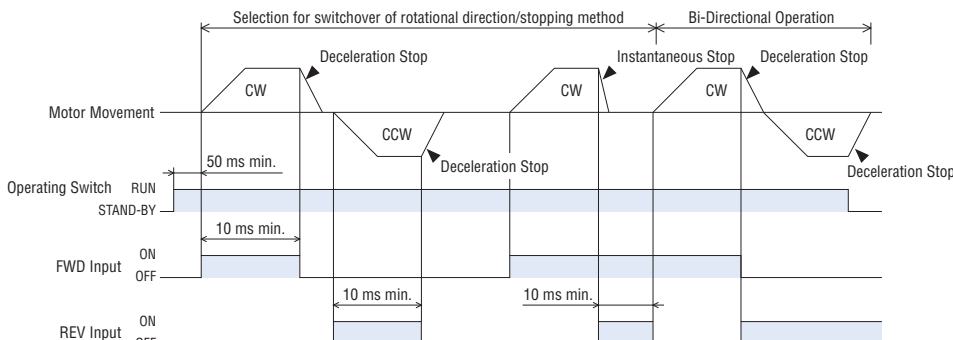 Selection for switchover of rotational direction/stopping method
Bi-Directional Operation
Deceleration Stop
Instantaneous Stop
Deceleration Stop
CW
CW
CW
Motor Movement
CCW
CCW
50 ms min.
Deceleration Stop
Deceleration Stop
Operating Switch
RUN
STAND-BY
10 ms min.
FWD Input
ON
OFF
10 ms min.
10 ms min.
REV Input
ON
OFF